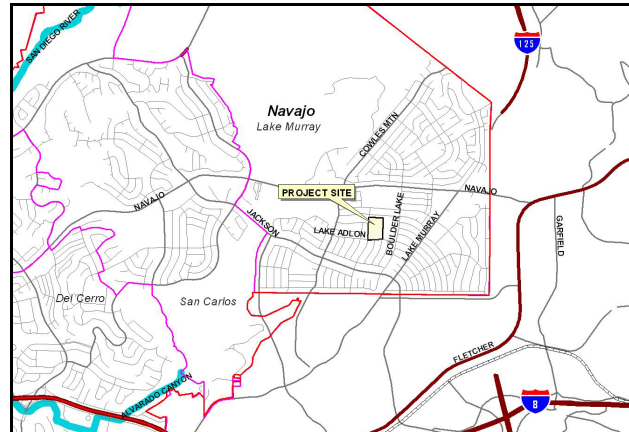 SAN DIEGO RIVER
125
Navajo
Lake Murray
COWLES MTN
PROJECT SITE
NAVAJO
NAVAJO
JACKSON
LAKE ADLON
BOULDER LAKE
LAKE MURRAY
GARFIELD
Del Cerro
San Carlos
FLETCHER
ALVARADO CANYON
8